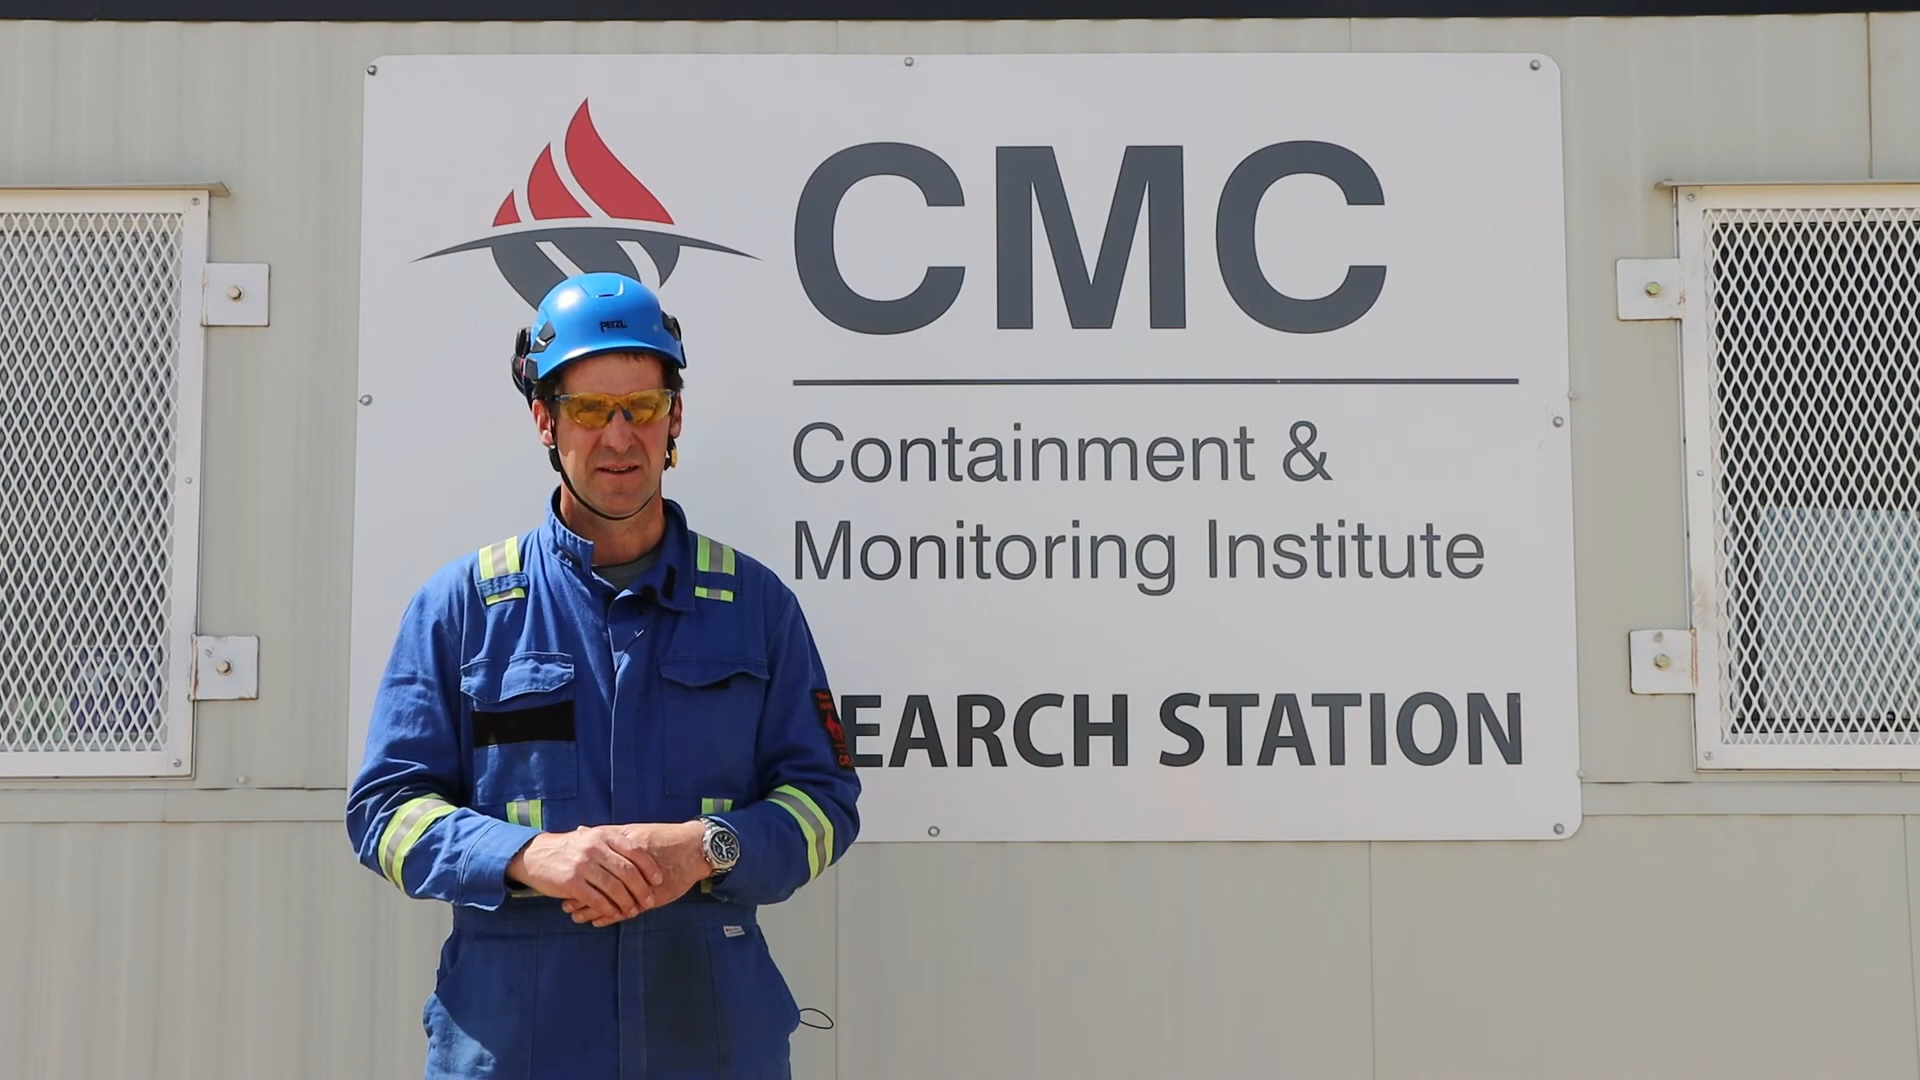 CMC
Containment &
Monitoring Institute
EARCH STATION
PETZL